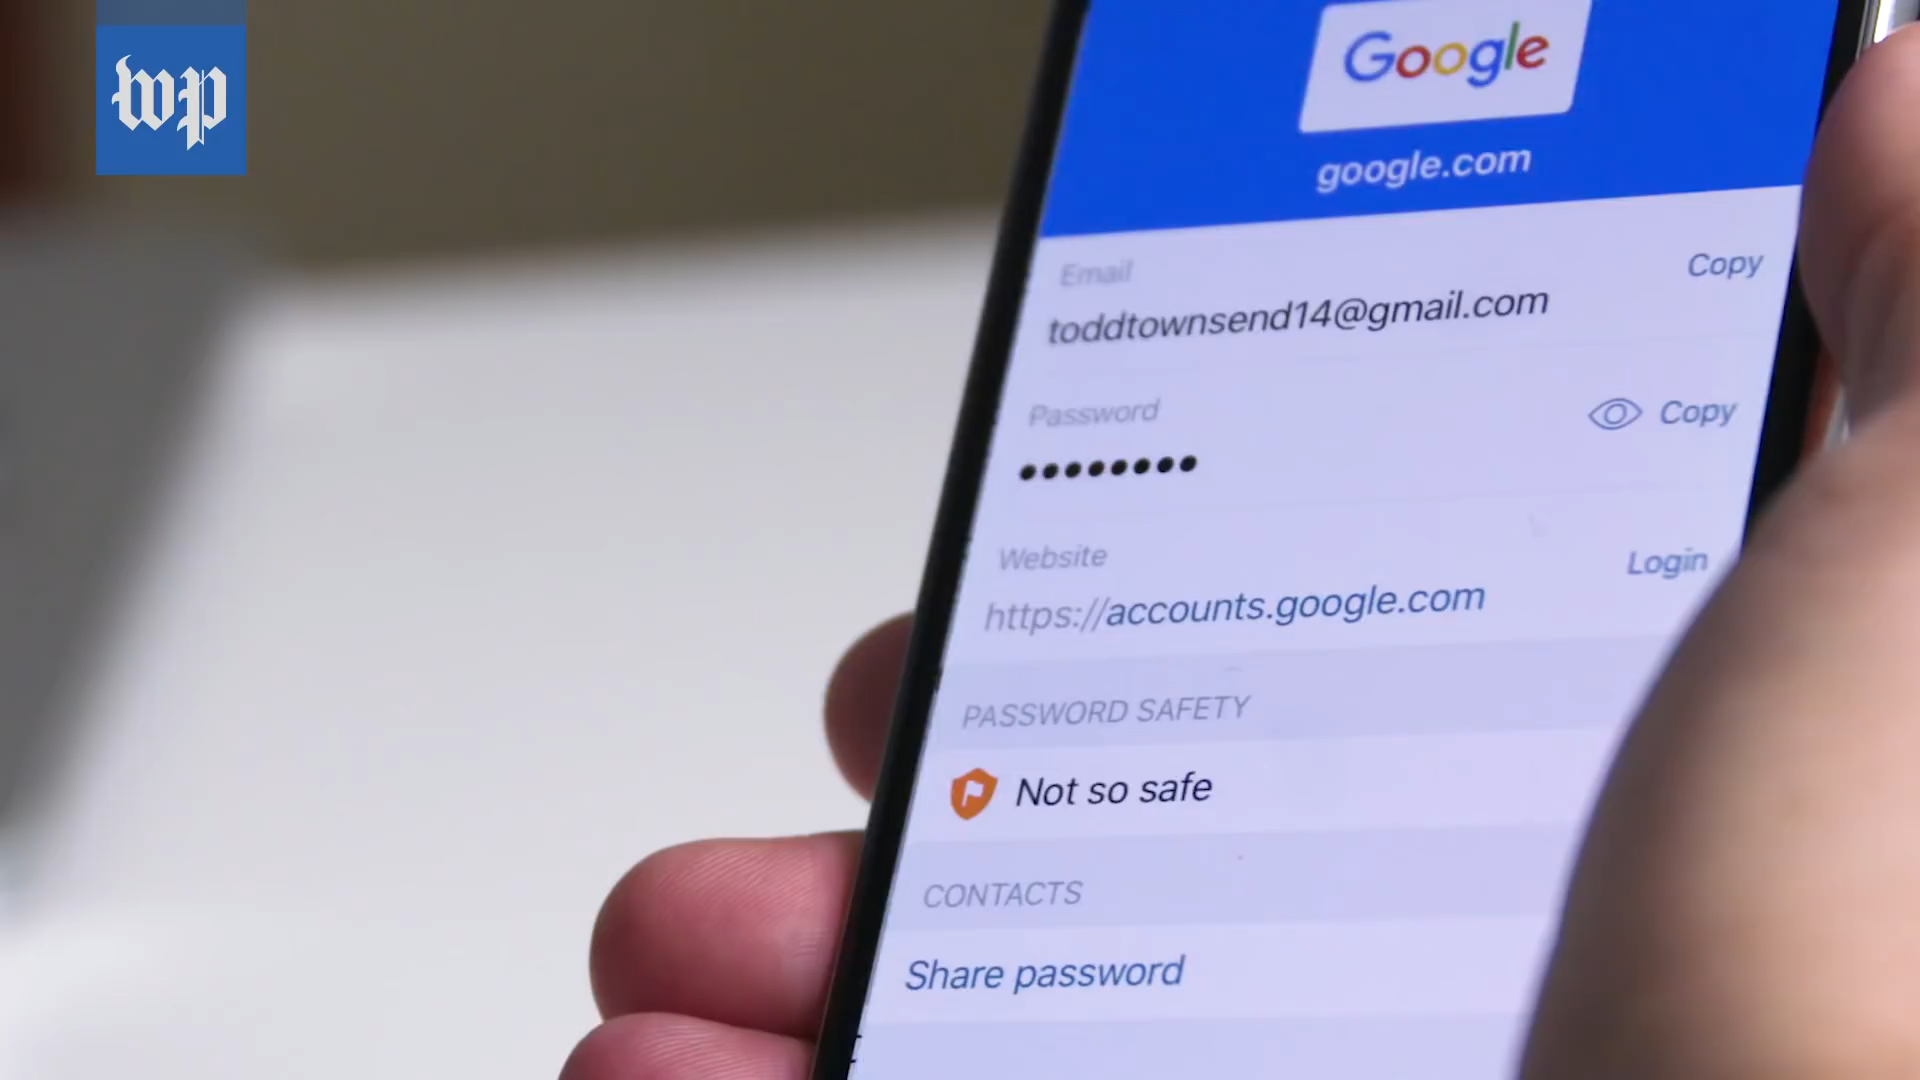 wp
Google
google.com
Email
Copy
toddtownsend14@gmail.com
Password
Copy
••••••••
Website
Login
https://accounts.google.com
PASSWORD SAFETY
Not so safe
CONTACTS
Share password